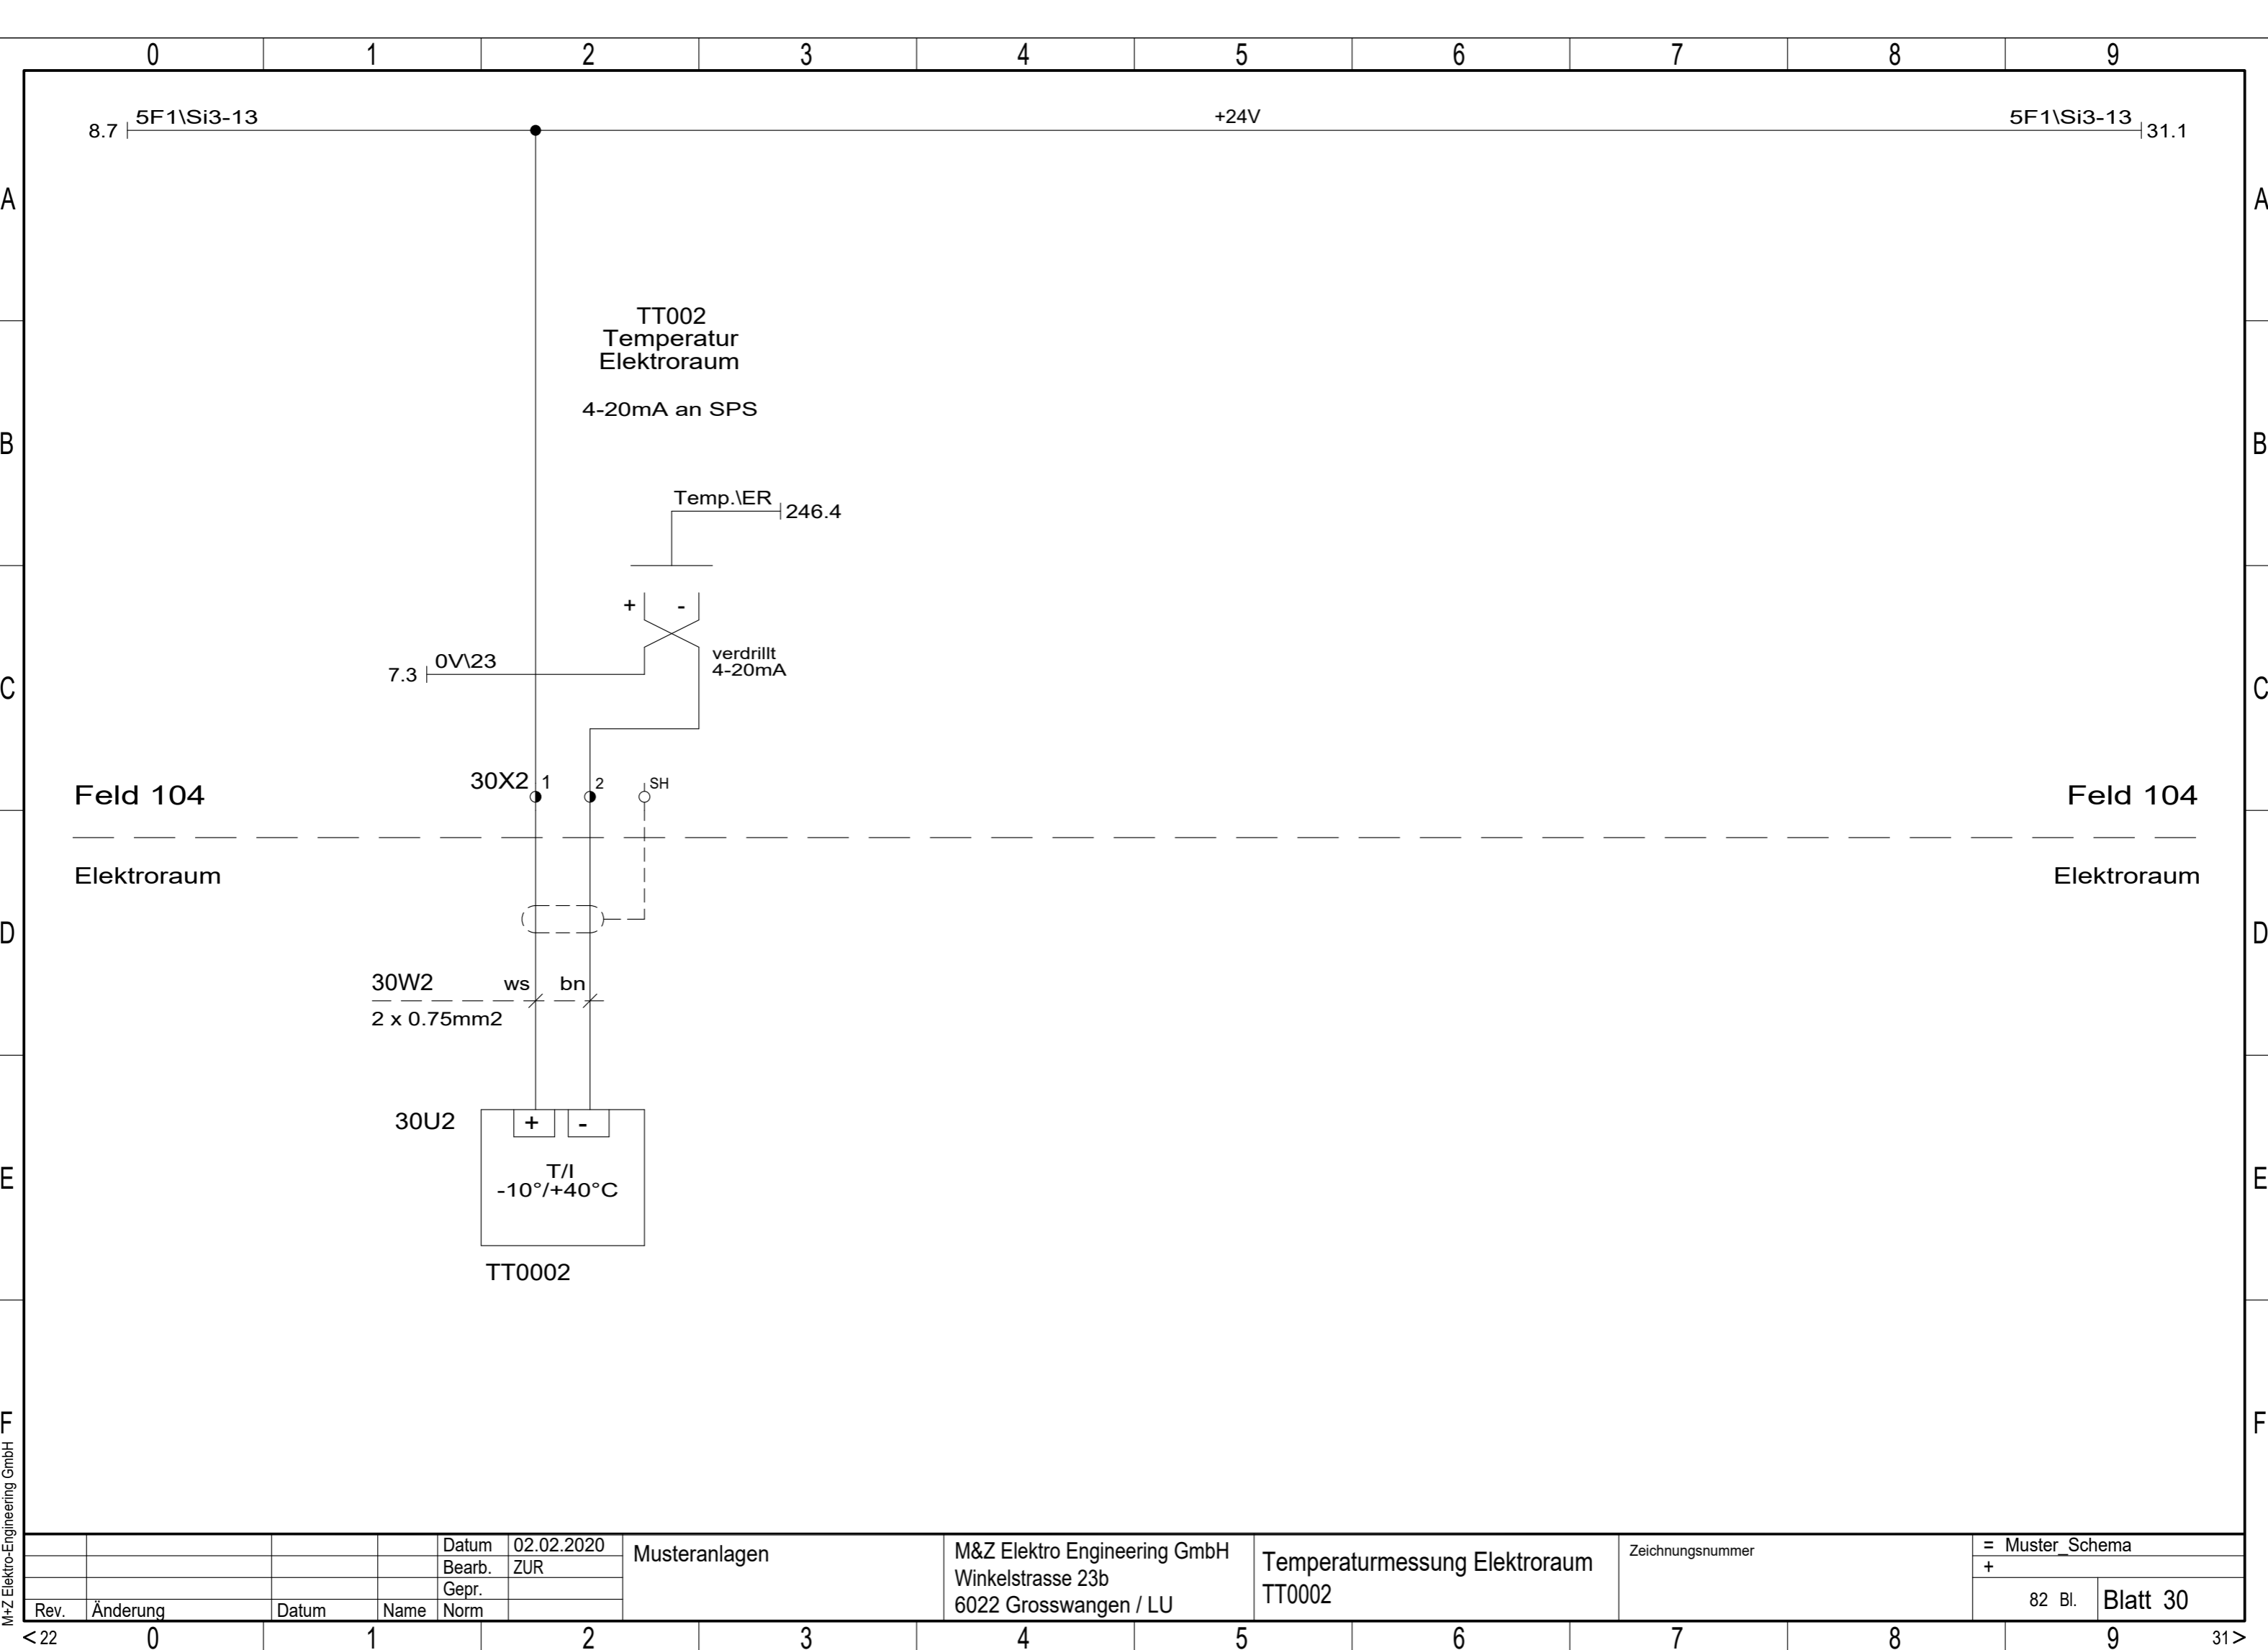 0 1 2 3 4 5 6 7 8 9
8.7 5F1\Si3-13 +24V 5F1\Si3-13 31.1
A A
TT002
Temperatur
Elektroraum
4-20mA an SPS
B B
Temp.\ER 246.4
+ -
verdrillt
4-20mA
7.3 0V\23
C C
30X2 1 2 SH
Feld 104 Feld 104
Elektroraum Elektroraum
D D
30W2 ws bn
2 x 0.75mm2
30U2 + -
T/I
-10°/+40°C
E E
TT0002
F F
M+Z Elektro-Engineering GmbH
Datum 02.02.2020
Bearb. ZUR
Gepr.
Rev. Änderung Datum Name Norm
Musteranlagen
M&Z Elektro Engineering GmbH
Winkelstrasse 23b
6022 Grosswangen / LU
Temperaturmessung Elektroraum
TT0002
Zeichnungsnummer
= Muster_Schema
+
82 Bl. Blatt 30
< 22 0 1 2 3 4 5 6 7 8 9 31 >